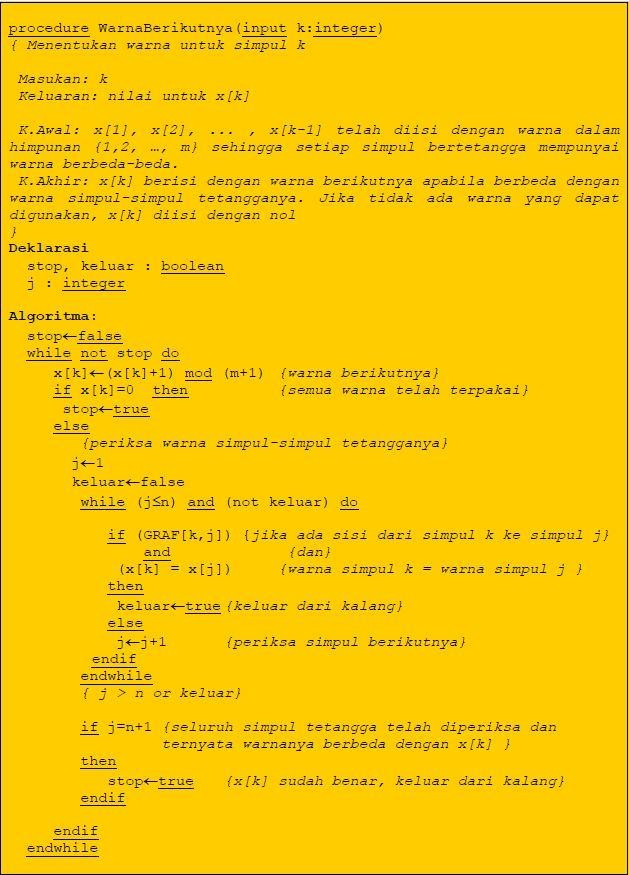 procedure WarnaBerikutnya(input k:integer)
{ Menentukan warna untuk simpul k
Masukan: k
Keluaran: nilai untuk x[k]
K.Awal: x[1], x[2], ... , x[k-1] telah diisi dengan warna dalam
himpunan {1,2, …, m} sehingga setiap simpul bertetangga mempunyai
warna berbeda-beda.
K.Akhir: x[k] berisi dengan warna berikutnya apabila berbeda dengan
warna simpul-simpul tetangganya. Jika tidak ada warna yang dapat
digunakan, x[k] diisi dengan nol
}
Deklarasi
stop, keluar : boolean
j : integer
Algoritma:
stop←false
while not stop do
x[k]←(x[k]+1) mod (m+1) {warna berikutnya}
if x[k]=0 then {semua warna telah terpakai}
stop←true
else
{periksa warna simpul-simpul tetangganya}
j←1
keluar←false
while (j≤n) and (not keluar) do
if (GRAF[k,j]) {jika ada sisi dari simpul k ke simpul j}
and {dan}
(x[k] = x[j]) {warna simpul k = warna simpul j }
then
keluar←true {keluar dari kalang}
else
j←j+1 {periksa simpul berikutnya}
endif
endwhile
{ j > n or keluar}
if j=n+1 {seluruh simpul tetangga telah diperiksa dan
ternyata warnanya berbeda dengan x[k] }
then
stop←true {x[k] sudah benar, keluar dari kalang}
endif
endif
endwhile